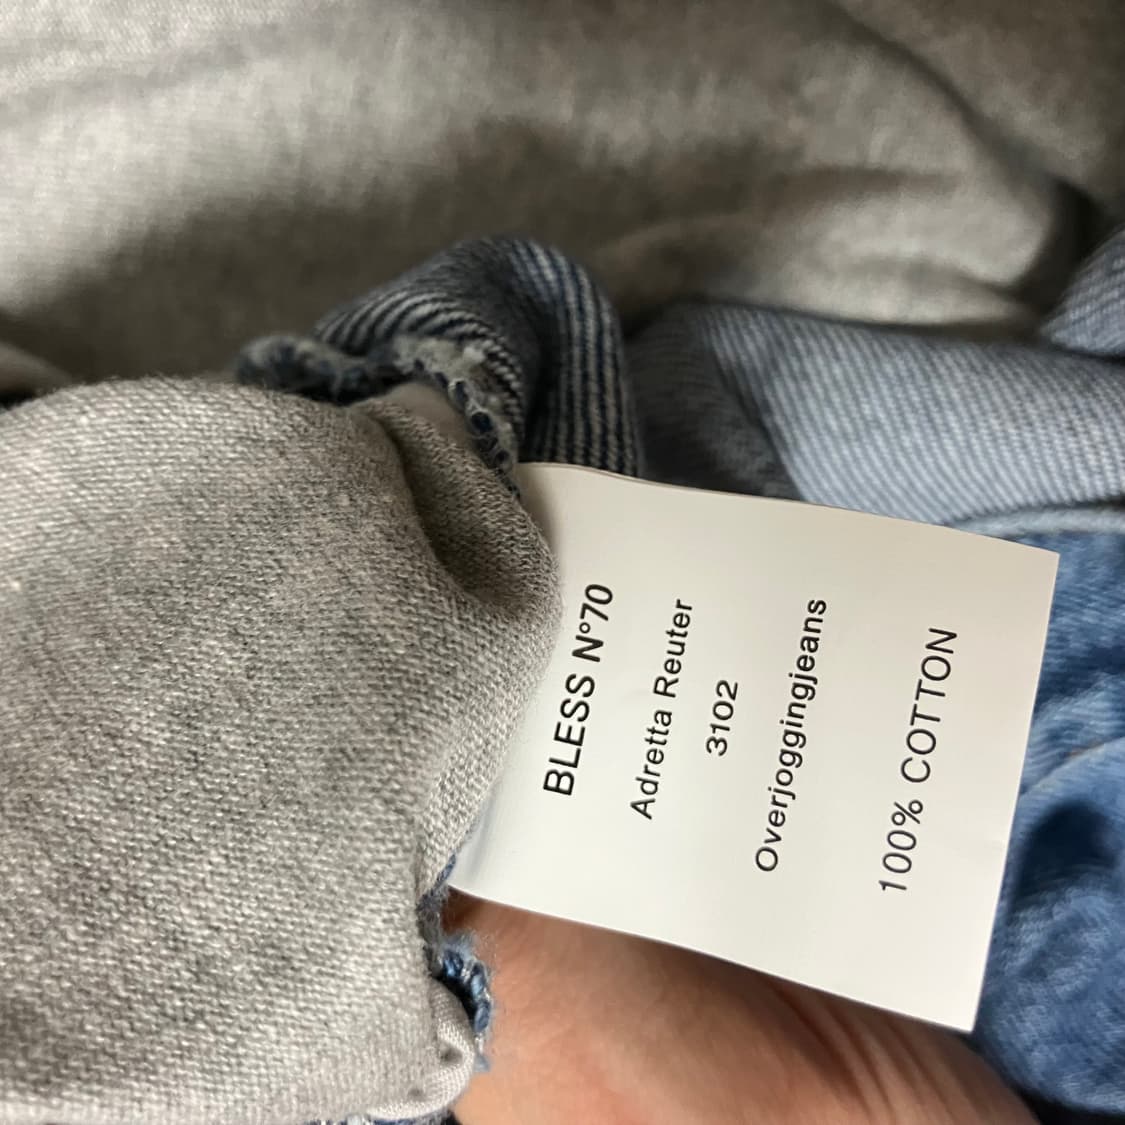 BLESS N°70
Adretta Reuter
3102
Overjoggingjeans
100% COTTON